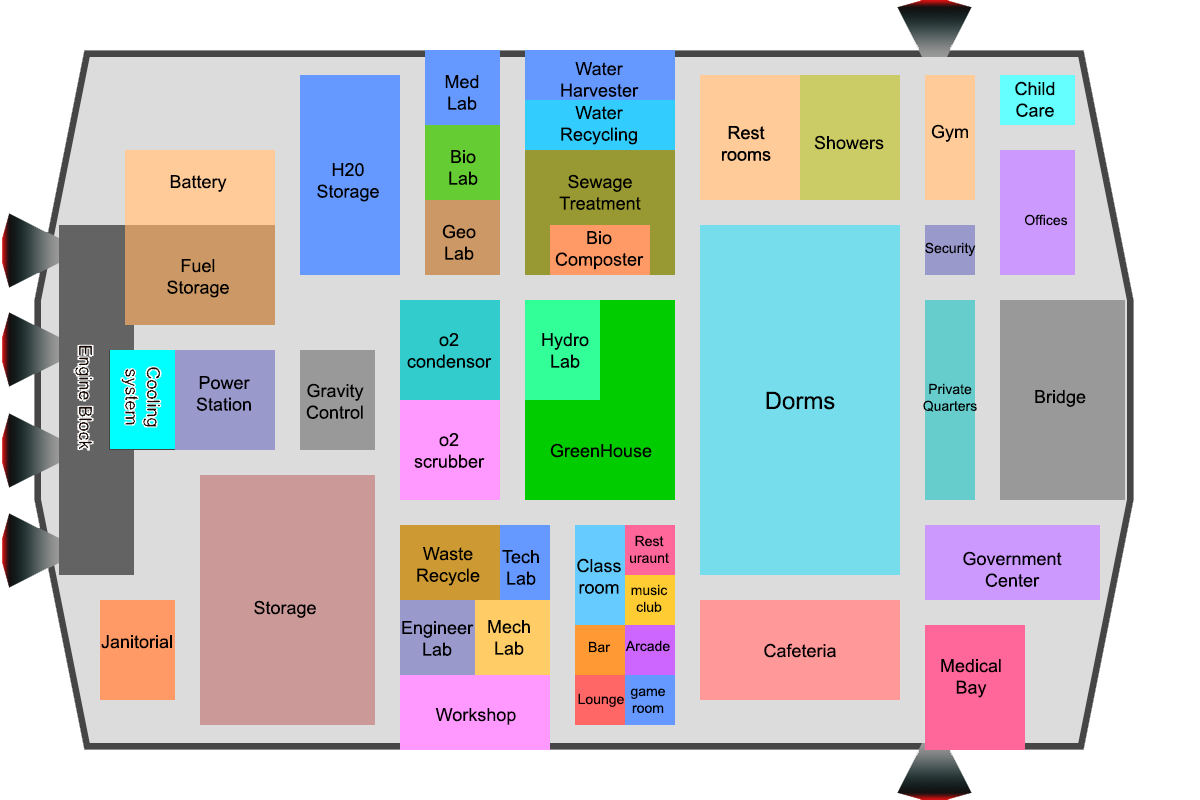 Med
Lab
Water
Harvester
Child
Care
Water
Recycling
Rest
rooms
Showers
Gym
Battery
H20
Storage
Bio
Lab
Sewage
Treatment
Offices
Geo
Lab
Bio
Composter
Security
Fuel
Storage
Engine Block
Cooling
system
Power
Station
Gravity
Control
o2
condensor
Hydro
Lab
Dorms
Private
Quarters
Bridge
o2
scrubber
GreenHouse
Waste
Recycle
Tech
Lab
Class
room
Rest
uraunt
music
club
Government
Center
Janitorial
Storage
Engineer
Lab
Mech
Lab
Bar
Arcade
Cafeteria
Medical
Bay
Workshop
Lounge
game
room